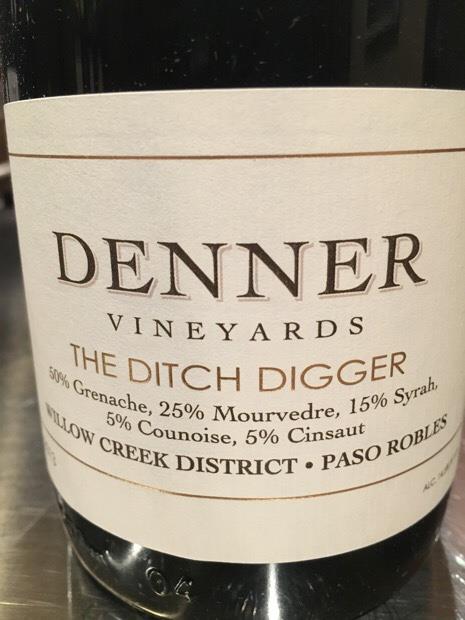 DENNER
VINEYARDS
THE DITCH DIGGER
50% Grenache, 25% Mourvedre, 15% Syrah,
5% Counoise, 5% Cinsaut
WILLOW CREEK DISTRICT • PASO ROBLES
ALC.